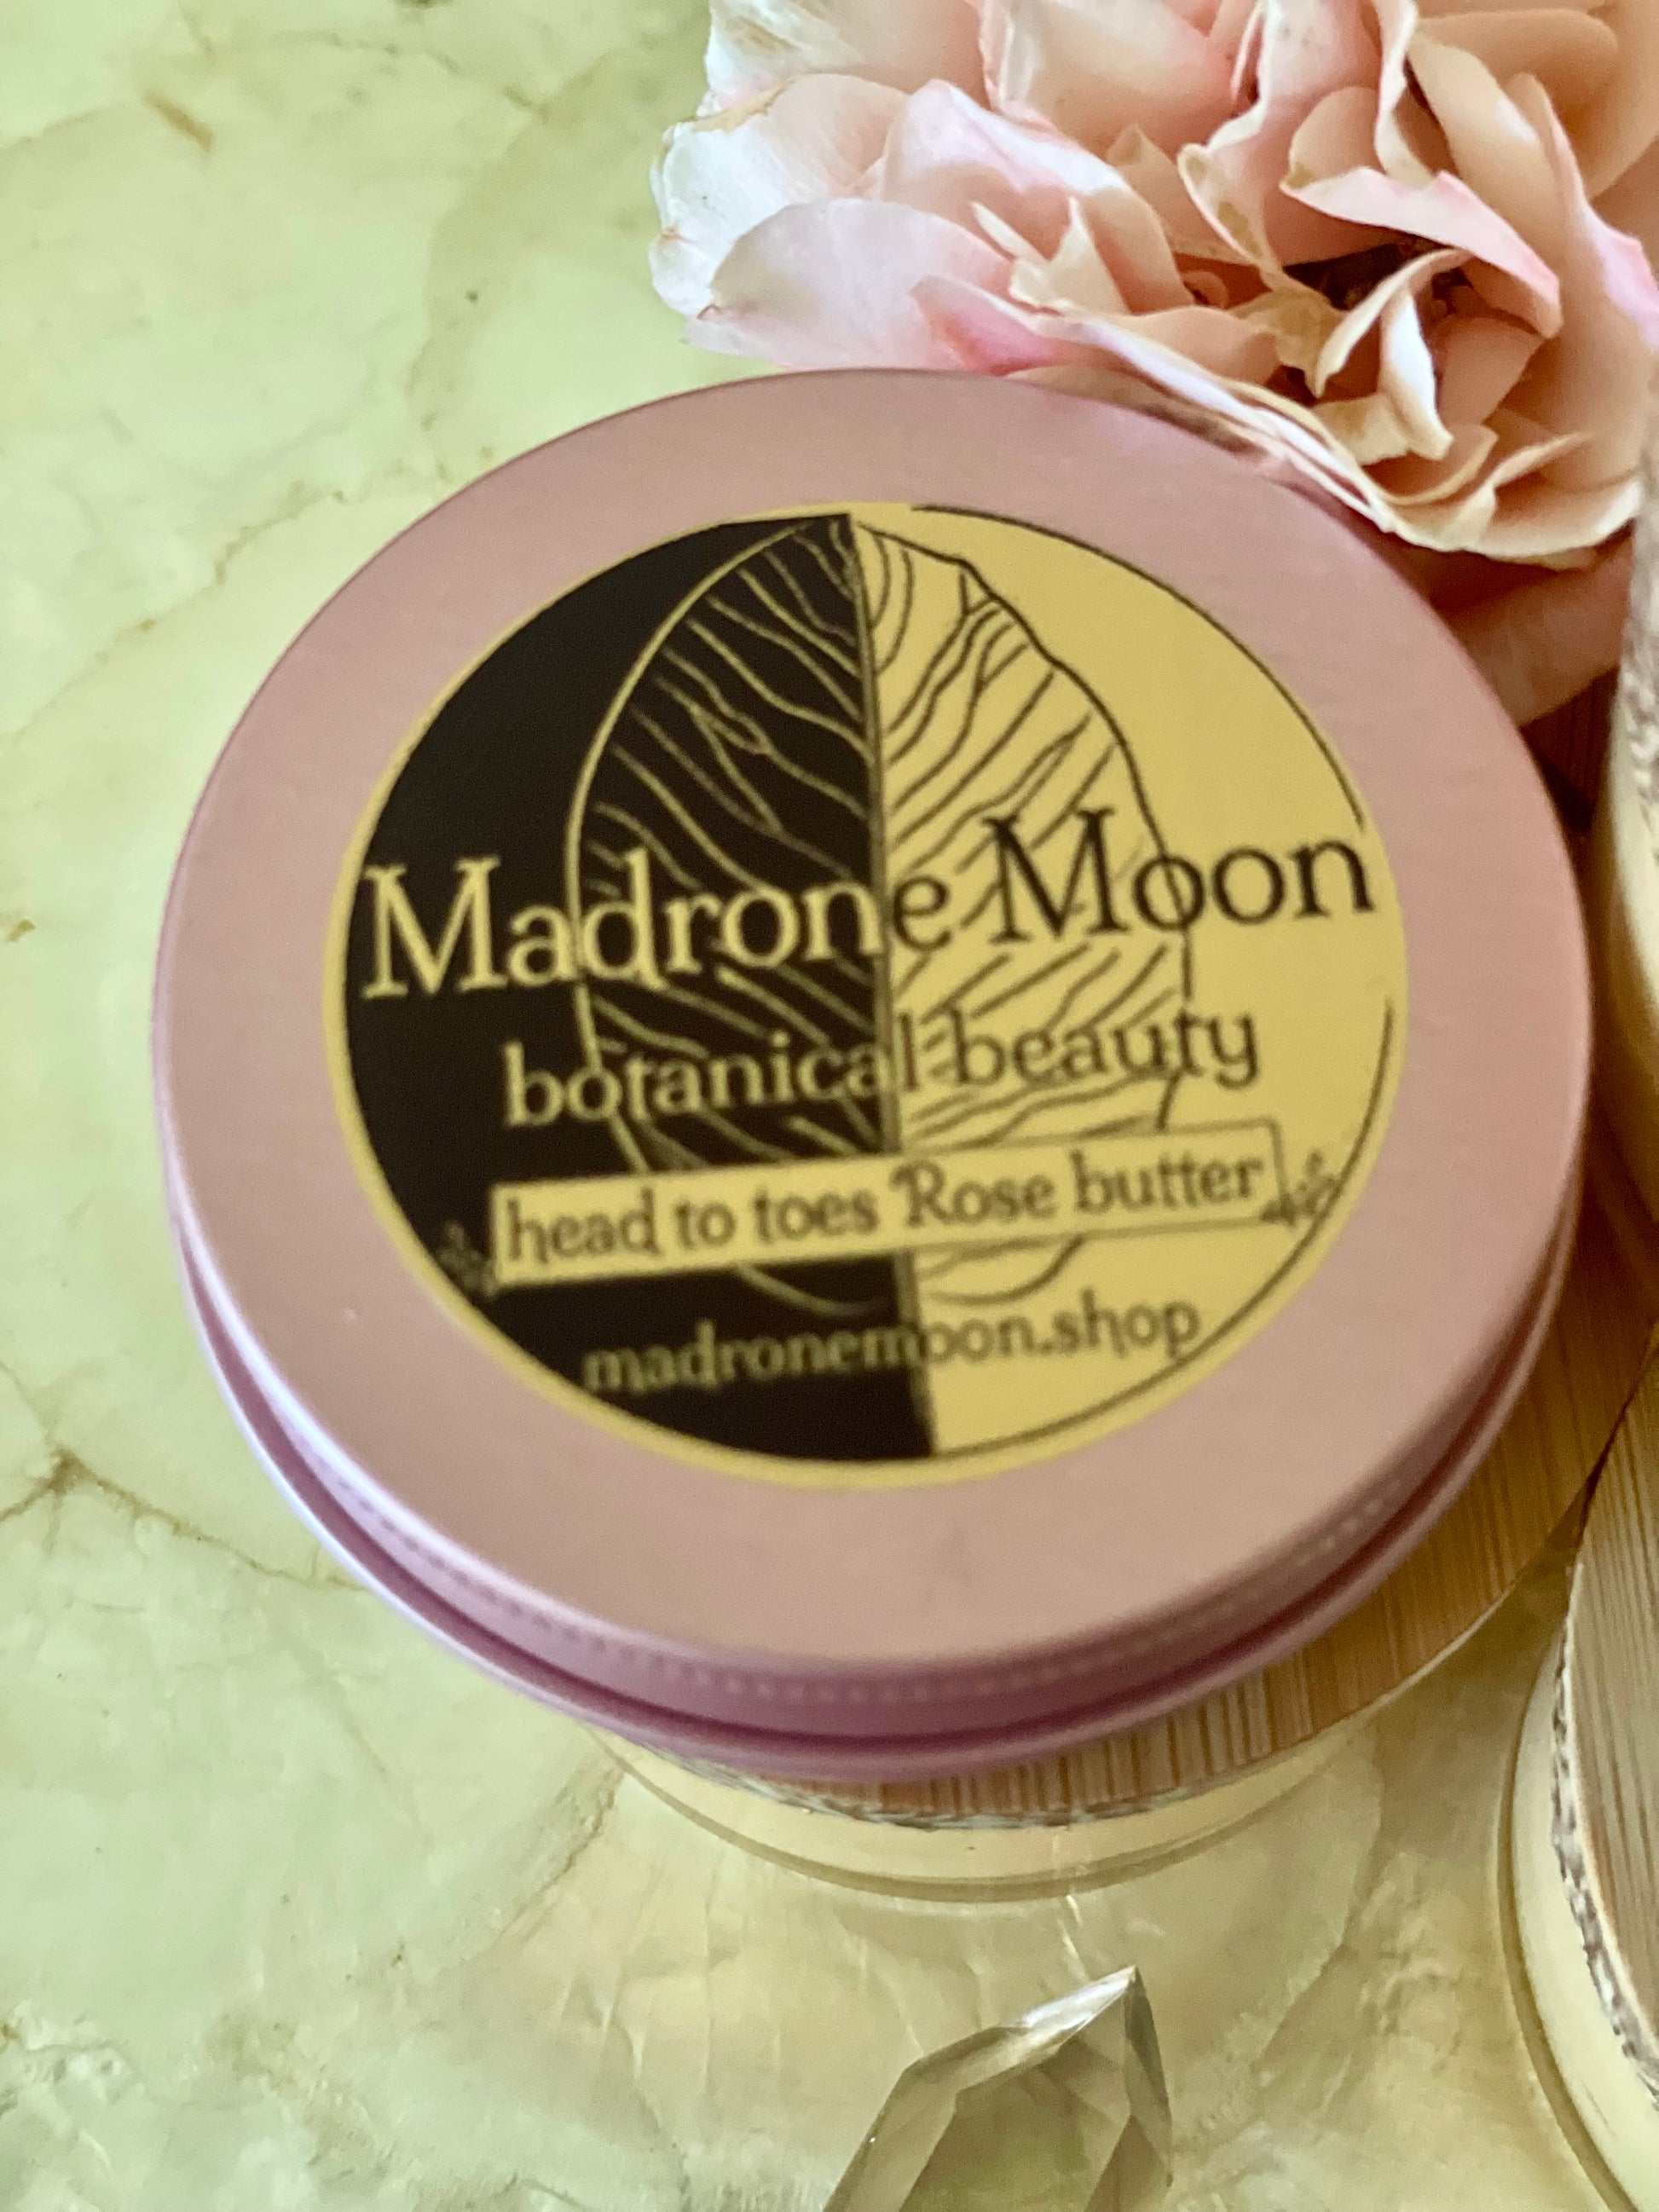 Madrone Moon
botanical beauty
head to toes Rose butter
madronemoon.shop